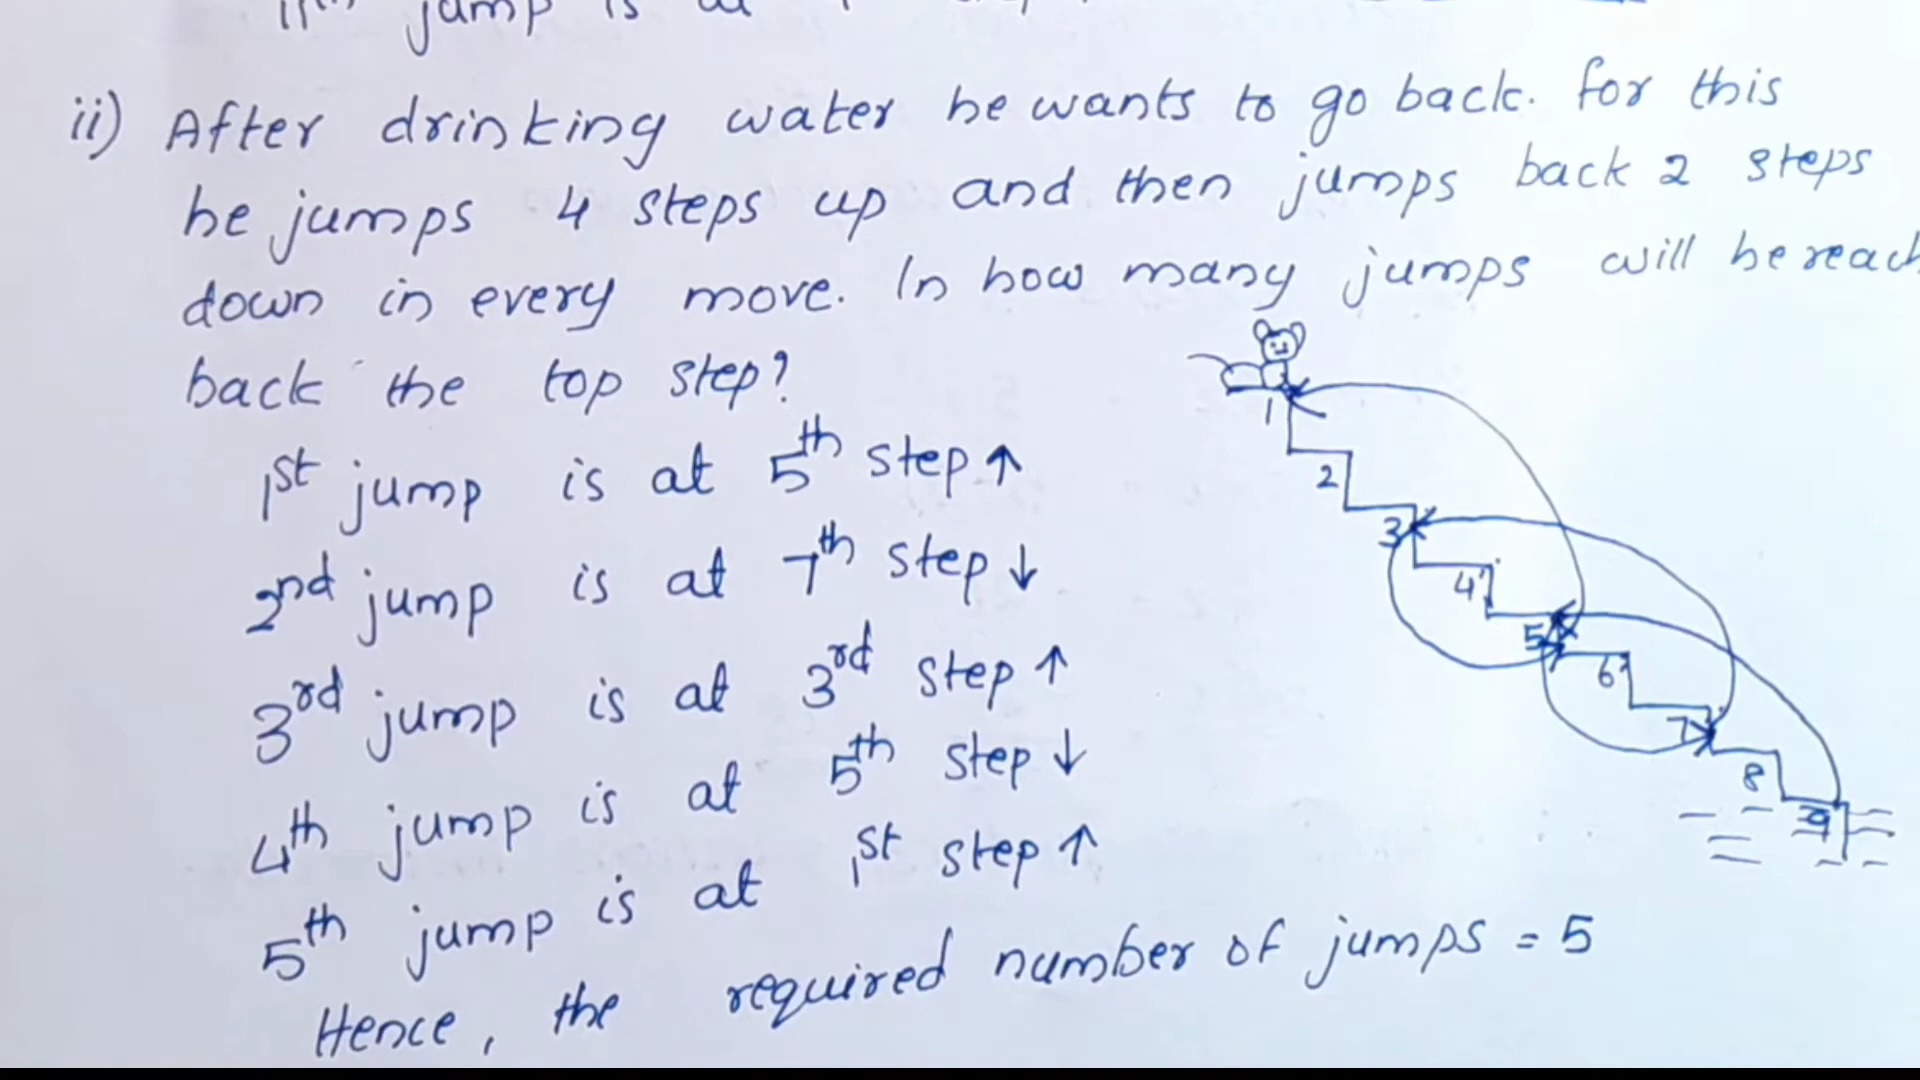 11th jump is at
ii) After drinking water he wants to go back. For this
he jumps 4 steps up and then jumps back 2 steps
down in every move. In how many jumps will he reach
back the top step?
1st jump is at 5th step ↑
2nd jump is at 7th step ↓
3rd jump is at 3rd step ↑
4th jump is at 5th step ↓
5th jump is at 1st step ↑
Hence, the required number of jumps = 5
1
2
3
4
5
6
7
8
9